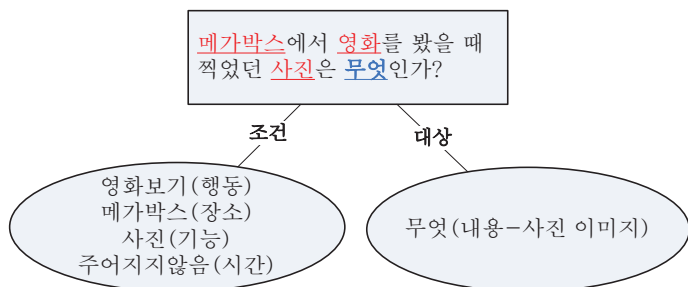 메가박스에서 영화를 봤을 때
찍었던 사진은 무엇인가?
조건
대상
영화보기(행동)
메가박스(장소)
사진(기능)
주어지지않음(시간)
무엇(내용-사진 이미지)